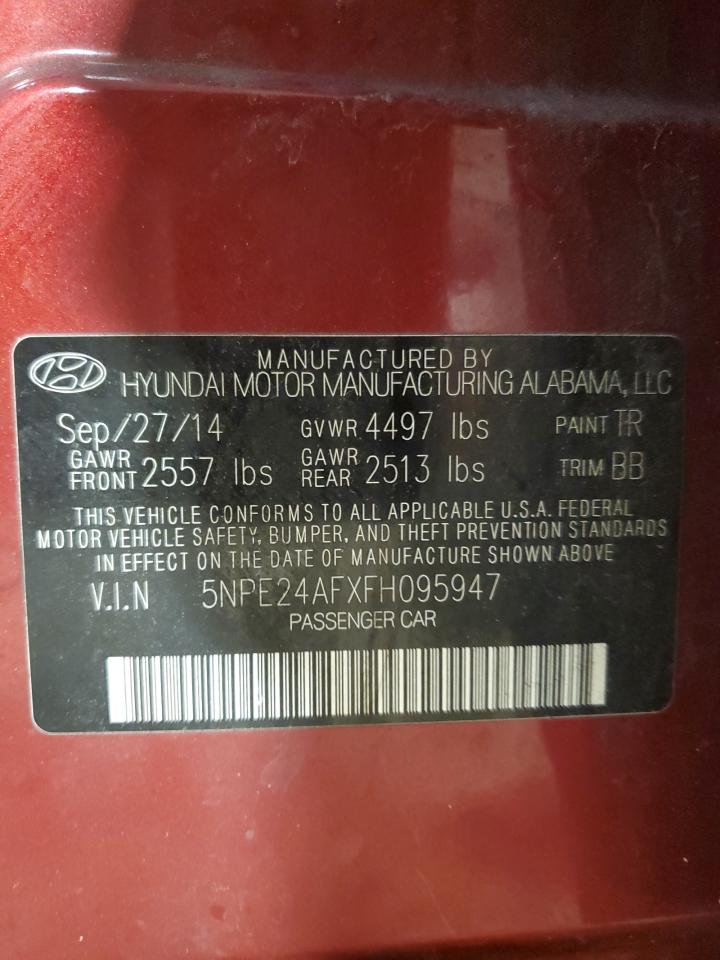 MANUFACTURED BY
HYUNDAI MOTOR MANUFACTURING ALABAMA, LLC
Sep/27/14 GVWR 4497 lbs PAINT TR
GAWR FRONT 2557 lbs GAWR REAR 2513 lbs TRIM BB
THIS VEHICLE CONFORMS TO ALL APPLICABLE U.S.A. FEDERAL
MOTOR VEHICLE SAFETY, BUMPER, AND THEFT PREVENTION STANDARDS
IN EFFECT ON THE DATE OF MANUFACTURE SHOWN ABOVE
V.I.N 5NPE24AFXFH095947
PASSENGER CAR